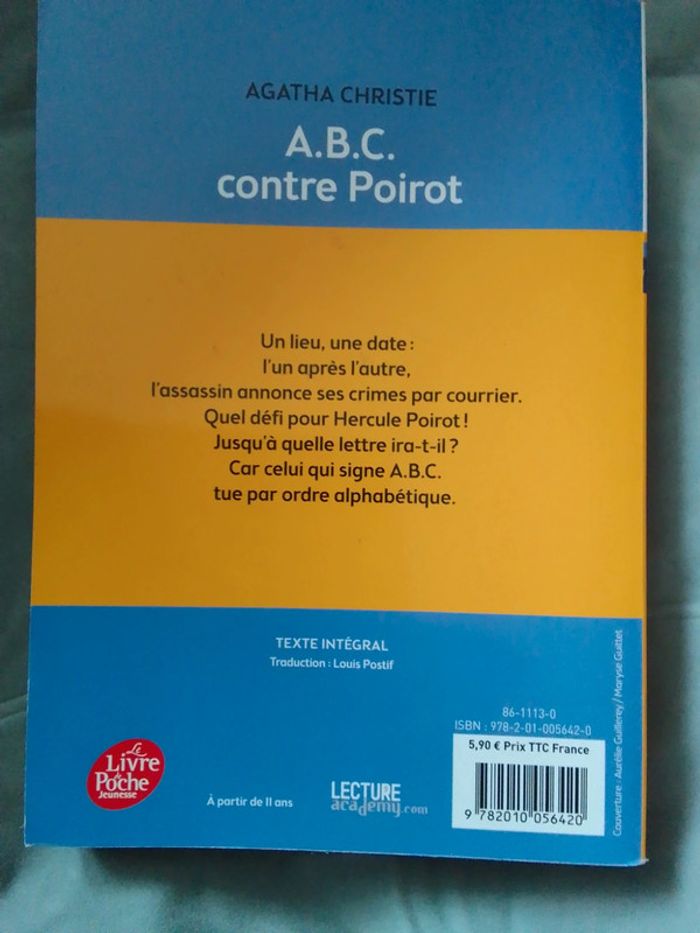 AGATHA CHRISTIE
A.B.C.
contre Poirot
Un lieu, une date :
l'un après l'autre,
l'assassin annonce ses crimes par courrier.
Quel défi pour Hercule Poirot !
Jusqu'à quelle lettre ira-t-il ?
Car celui qui signe A.B.C.
tue par ordre alphabétique.
TEXTE INTÉGRAL
Traduction : Louis Postif
86-1113-0
ISBN : 978-2-01-005642-0
5,90 € Prix TTC France
9 782010 056420
Le
Livre
de
Poche
Jeunesse
À partir de 11 ans
LECTURE
academy.com
Couverture : Aurélie Guillerey / Maryse Guittet